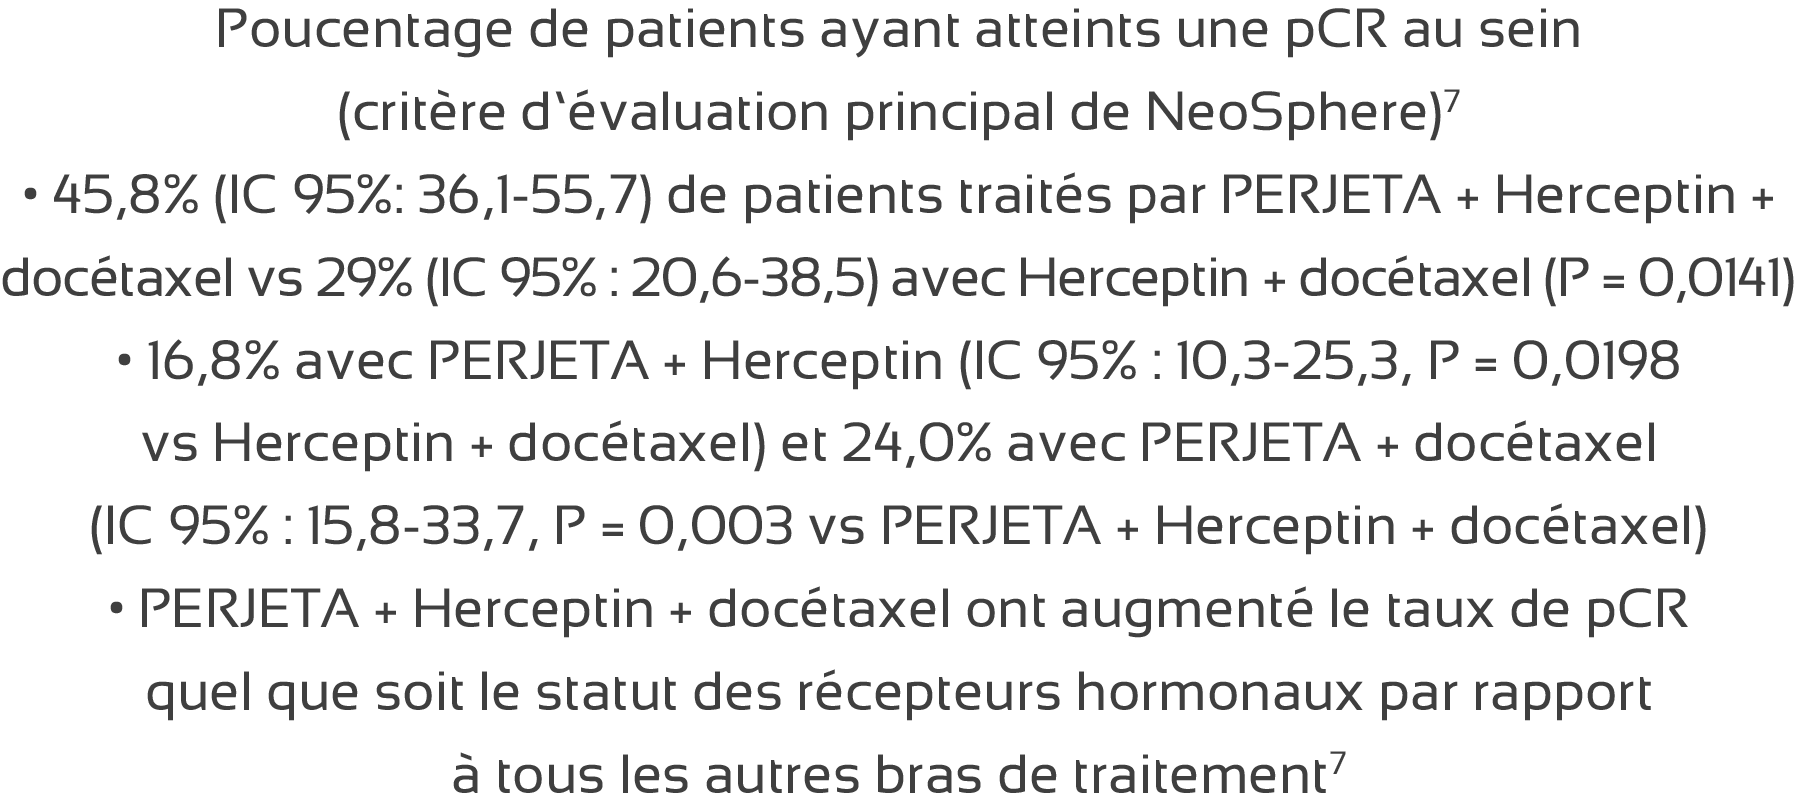 Poucentage de patients ayant atteints une pCR au sein
(critère d‘évaluation principal de NeoSphere)⁷
• 45,8% (IC 95%: 36,1-55,7) de patients traités par PERJETA + Herceptin +
docétaxel vs 29% (IC 95% : 20,6-38,5) avec Herceptin + docétaxel (P = 0,0141)
• 16,8% avec PERJETA + Herceptin (IC 95% : 10,3-25,3, P = 0,0198
vs Herceptin + docétaxel) et 24,0% avec PERJETA + docétaxel
(IC 95% : 15,8-33,7, P = 0,003 vs PERJETA + Herceptin + docétaxel)
• PERJETA + Herceptin + docétaxel ont augmenté le taux de pCR
quel que soit le statut des récepteurs hormonaux par rapport
à tous les autres bras de traitement⁷